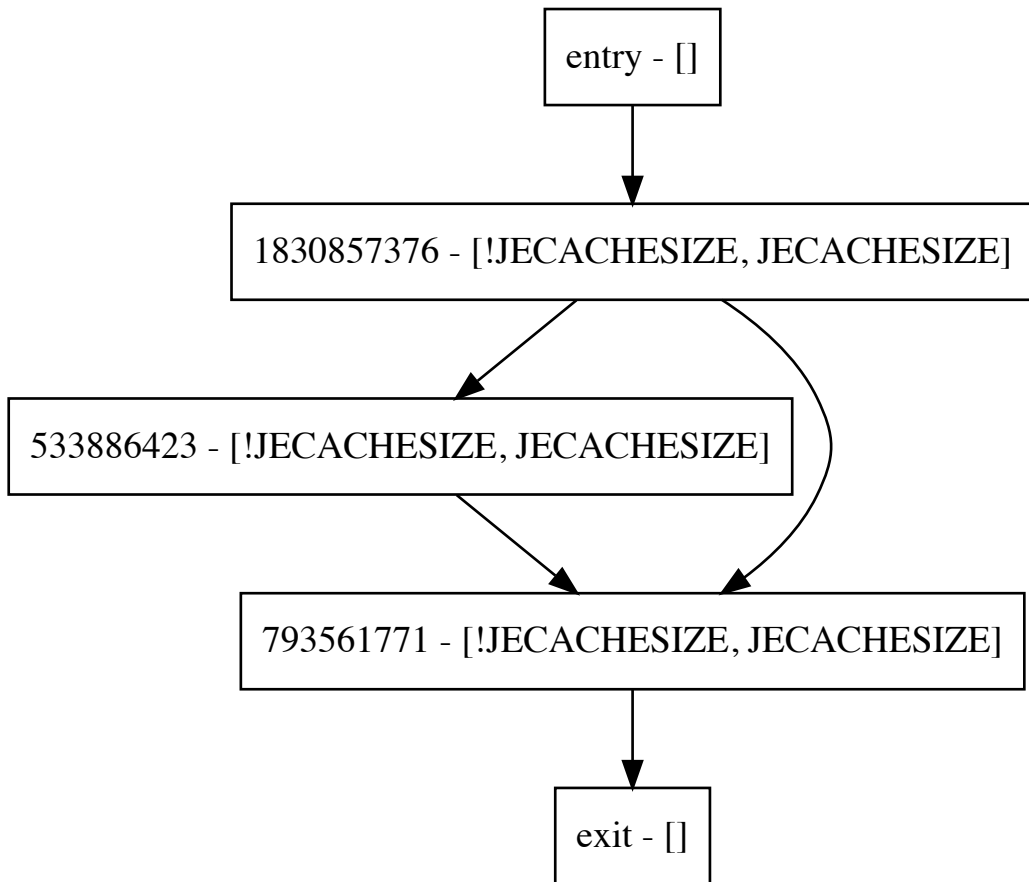 entry - []
1830857376 - [!JECACHESIZE, JECACHESIZE]
533886423 - [!JECACHESIZE, JECACHESIZE]
793561771 - [!JECACHESIZE, JECACHESIZE]
exit - []